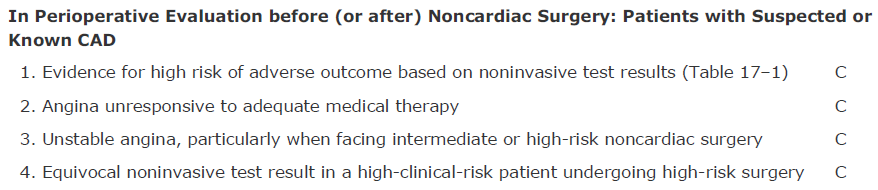 In Perioperative Evaluation before (or after) Noncardiac Surgery: Patients with Suspected or
Known CAD
1. Evidence for high risk of adverse outcome based on noninvasive test results (Table 17–1) C
2. Angina unresponsive to adequate medical therapy C
3. Unstable angina, particularly when facing intermediate or high-risk noncardiac surgery C
4. Equivocal noninvasive test result in a high-clinical-risk patient undergoing high-risk surgery C